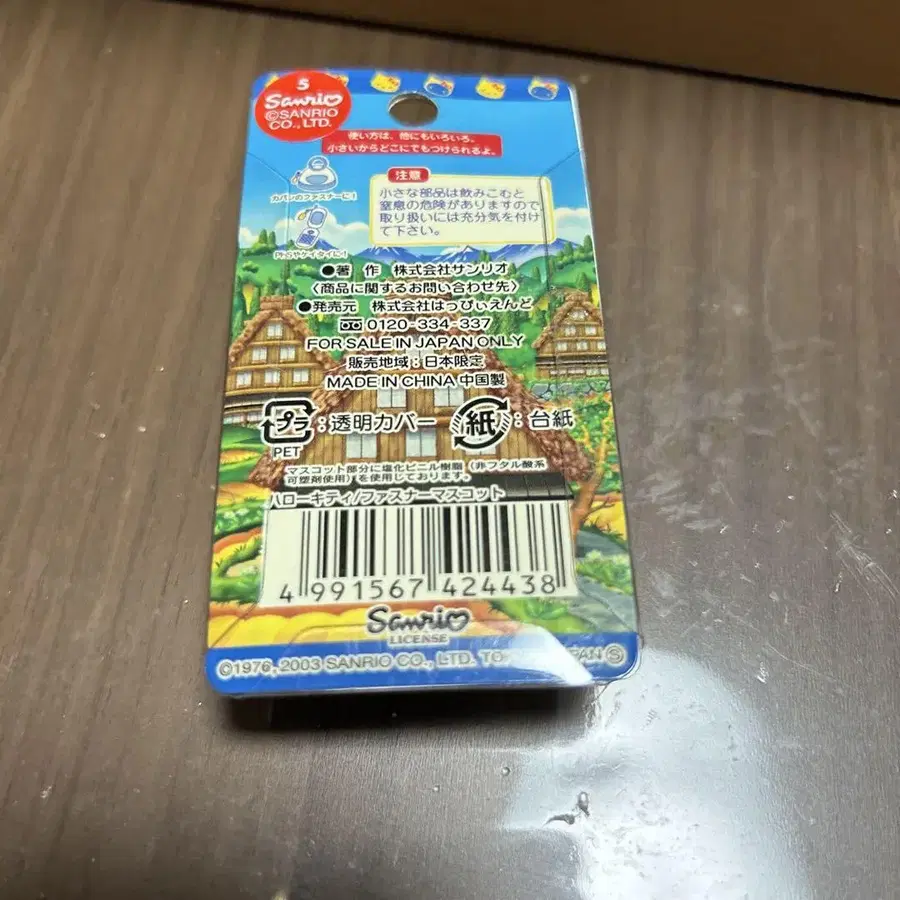 5
Sanrio
©SANRIO
CO., LTD.
使い方は、他にもいろいろ。
小さいからどこにでもつけられるよ。
カバンのファスナーに!
PHSやケイタイに!
注意
小さな部品は飲みこむと
窒息の危険がありますので
取り扱いには充分気を付け
て下さい。
●著 作 株式会社サンリオ
〈商品に関するお問い合わせ先〉
●発売元 株式会社はっぴぃえんど
0120-334-337
FOR SALE IN JAPAN ONLY
販売地域:日本限定
MADE IN CHINA 中国製
プラ :透明カバー 紙 :台紙
PET
マスコット部分に塩化ビニル樹脂(非フタル酸系
可塑剤使用)を使用しております。
ハローキティ/ファスナーマスコット
4 991567 424438
Sanrio
LICENSE
©1976, 2003 SANRIO CO., LTD. Ⓢ